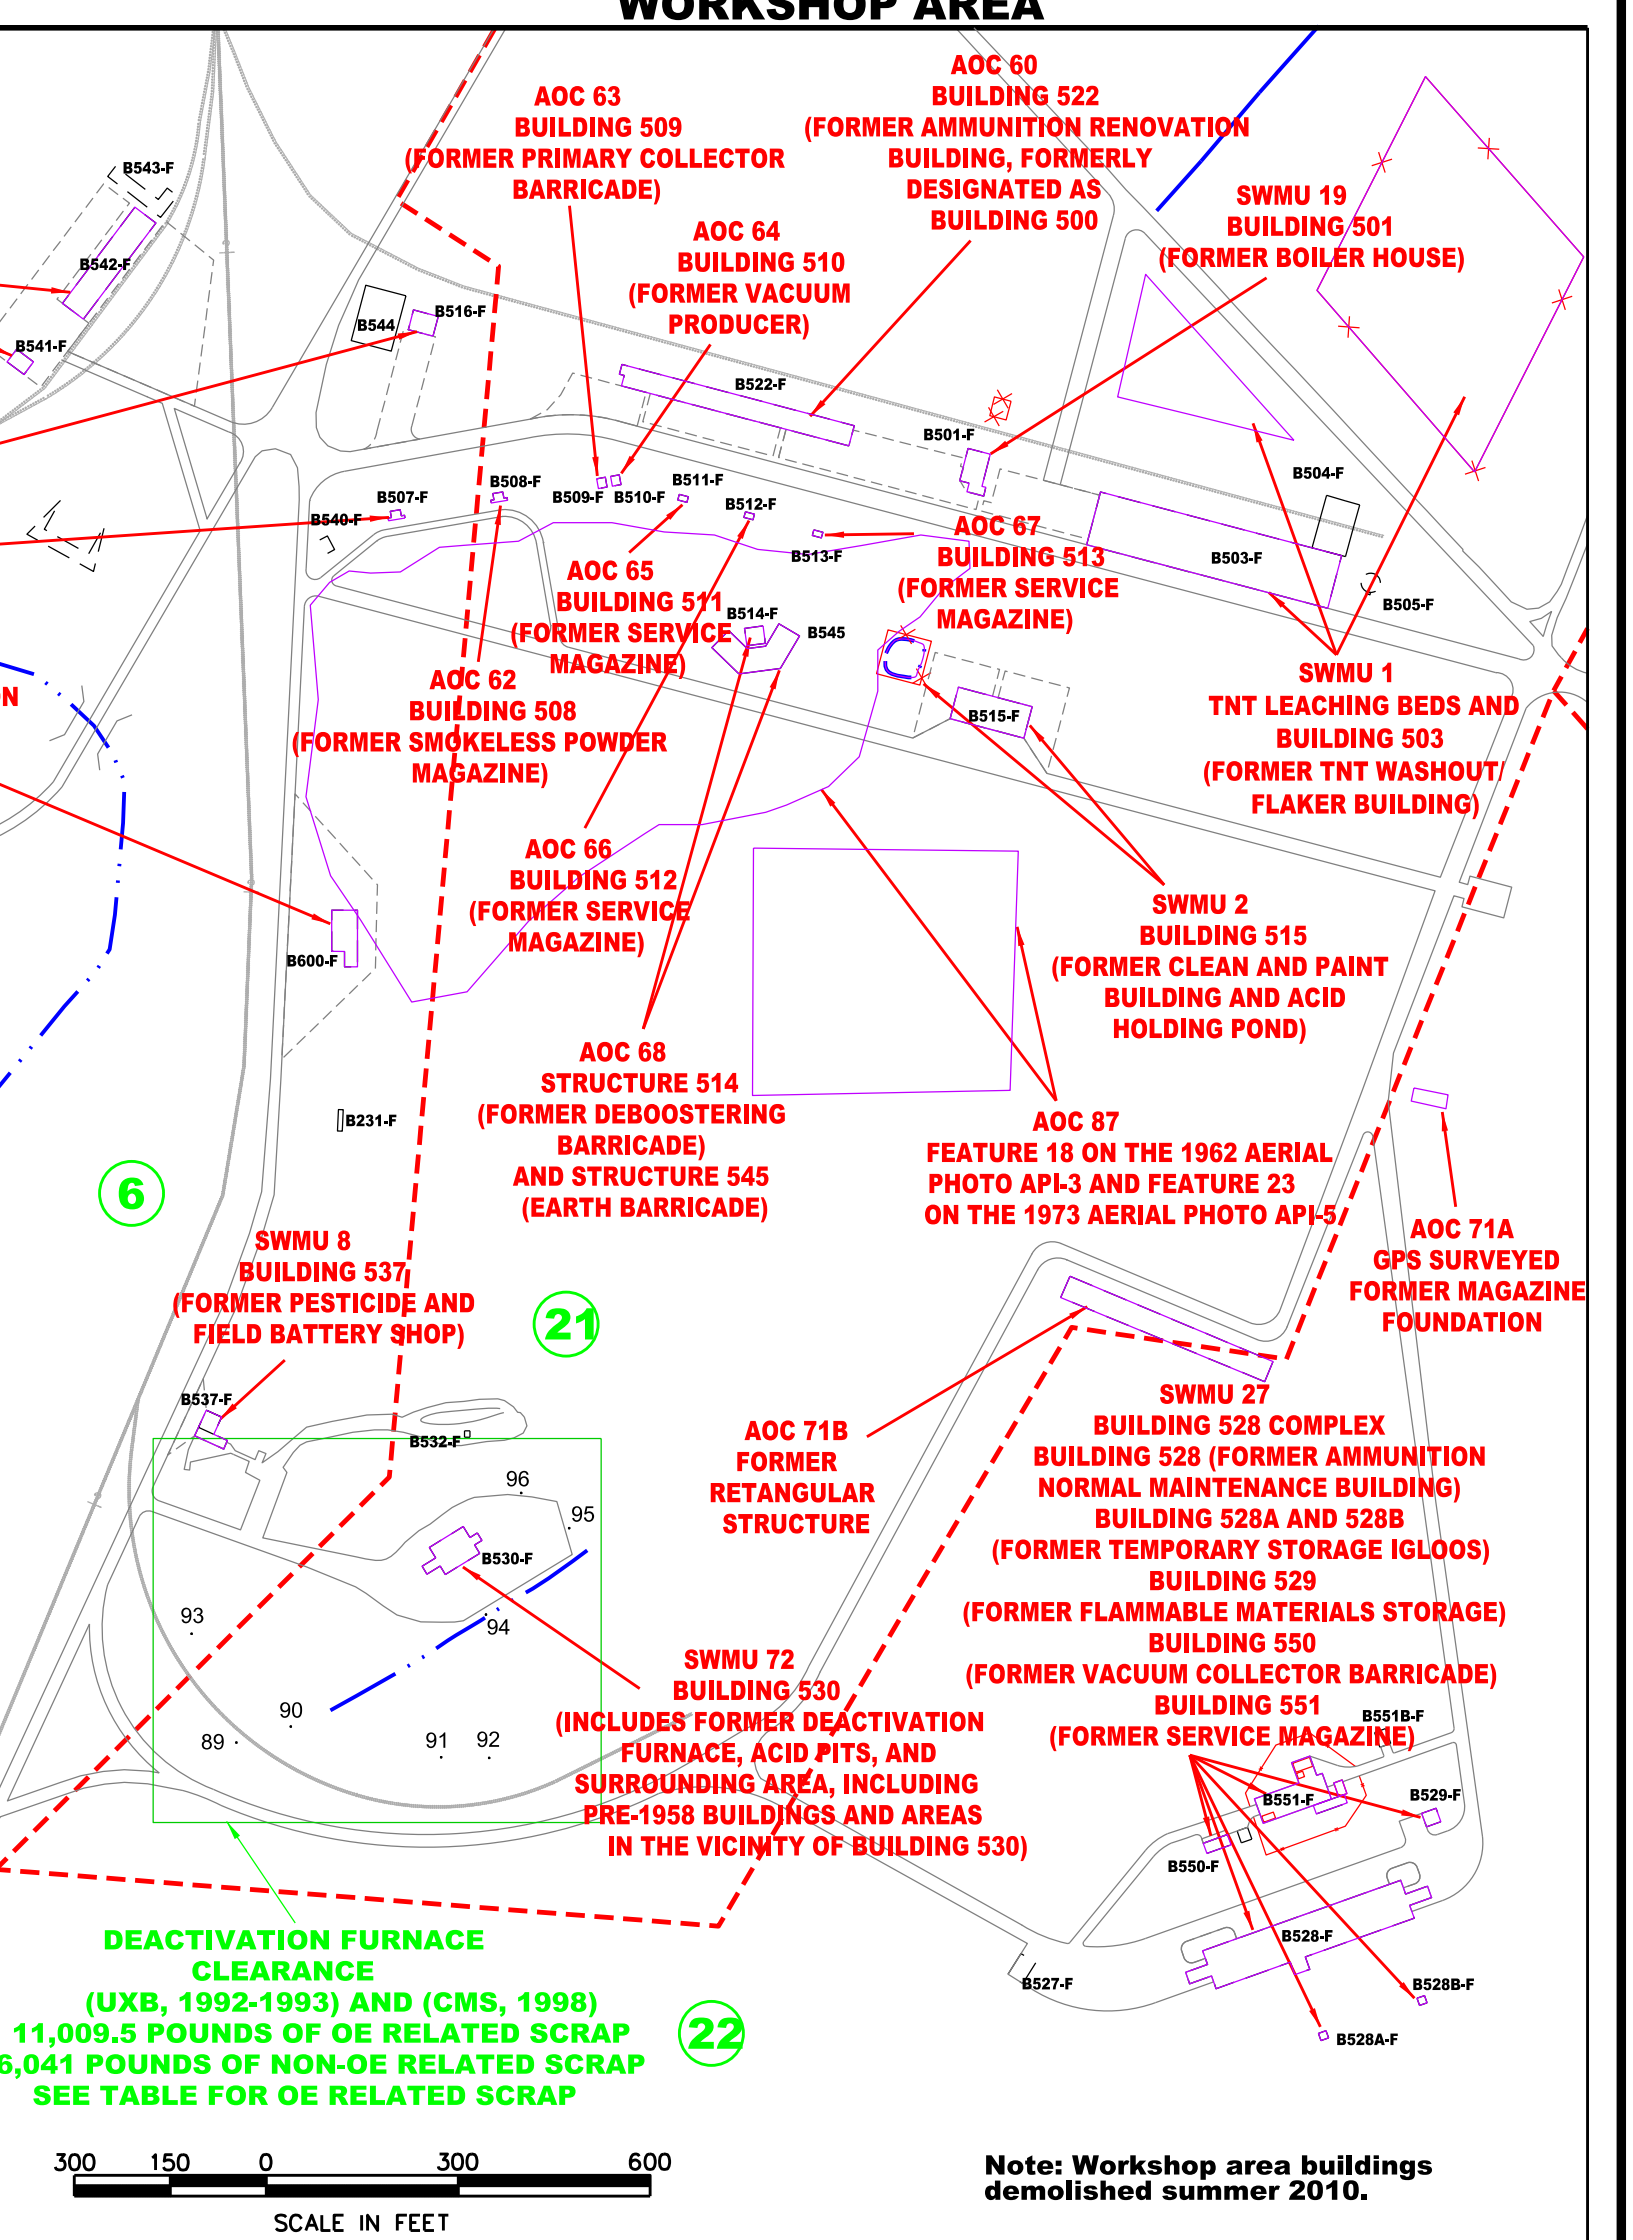 WORKSHOP AREA
AOC 63
BUILDING 509
(FORMER PRIMARY COLLECTOR
BARRICADE)
AOC 60
BUILDING 522
(FORMER AMMUNITION RENOVATION
BUILDING, FORMERLY
DESIGNATED AS
BUILDING 500
AOC 64
BUILDING 510
(FORMER VACUUM
PRODUCER)
SWMU 19
BUILDING 501
(FORMER BOILER HOUSE)
B543-F
B542-F
B541-F
B544
B516-F
B522-F
B501-F
B504-F
B507-F
B508-F
B509-F
B510-F
B511-F
B512-F
B513-F
B540-F
B503-F
B505-F
AOC 67
BUILDING 513
(FORMER SERVICE
MAGAZINE)
AOC 65
BUILDING 511
(FORMER SERVICE
MAGAZINE)
B514-F
B545
B515-F
AOC 62
BUILDING 508
(FORMER SMOKELESS POWDER
MAGAZINE)
SWMU 1
TNT LEACHING BEDS AND
BUILDING 503
(FORMER TNT WASHOUT/
FLAKER BUILDING)
ON
AOC 66
BUILDING 512
(FORMER SERVICE
MAGAZINE)
SWMU 2
BUILDING 515
(FORMER CLEAN AND PAINT
BUILDING AND ACID
HOLDING POND)
B600-F
AOC 68
STRUCTURE 514
(FORMER DEBOOSTERING
BARRICADE)
AND STRUCTURE 545
(EARTH BARRICADE)
B231-F
AOC 87
FEATURE 18 ON THE 1962 AERIAL
PHOTO API-3 AND FEATURE 23
ON THE 1973 AERIAL PHOTO API-5
6
AOC 71A
GPS SURVEYED
FORMER MAGAZINE
FOUNDATION
SWMU 8
BUILDING 537
(FORMER PESTICIDE AND
FIELD BATTERY SHOP)
21
B537-F
B532-F
AOC 71B
FORMER
RETANGULAR
STRUCTURE
SWMU 27
BUILDING 528 COMPLEX
BUILDING 528 (FORMER AMMUNITION
NORMAL MAINTENANCE BUILDING)
BUILDING 528A AND 528B
(FORMER TEMPORARY STORAGE IGLOOS)
BUILDING 529
(FORMER FLAMMABLE MATERIALS STORAGE)
BUILDING 550
(FORMER VACUUM COLLECTOR BARRICADE)
BUILDING 551
(FORMER SERVICE MAGAZINE)
96
95
B530-F
93
94
90
89
91
92
SWMU 72
BUILDING 530
(INCLUDES FORMER DEACTIVATION
FURNACE, ACID PITS, AND
SURROUNDING AREA, INCLUDING
PRE-1958 BUILDINGS AND AREAS
IN THE VICINITY OF BUILDING 530)
B551B-F
B551-F
B529-F
B550-F
B528-F
B527-F
B528B-F
B528A-F
DEACTIVATION FURNACE
CLEARANCE
(UXB, 1992-1993) AND (CMS, 1998)
11,009.5 POUNDS OF OE RELATED SCRAP
6,041 POUNDS OF NON-OE RELATED SCRAP
SEE TABLE FOR OE RELATED SCRAP
22
300 150 0 300 600
SCALE IN FEET
Note: Workshop area buildings
demolished summer 2010.